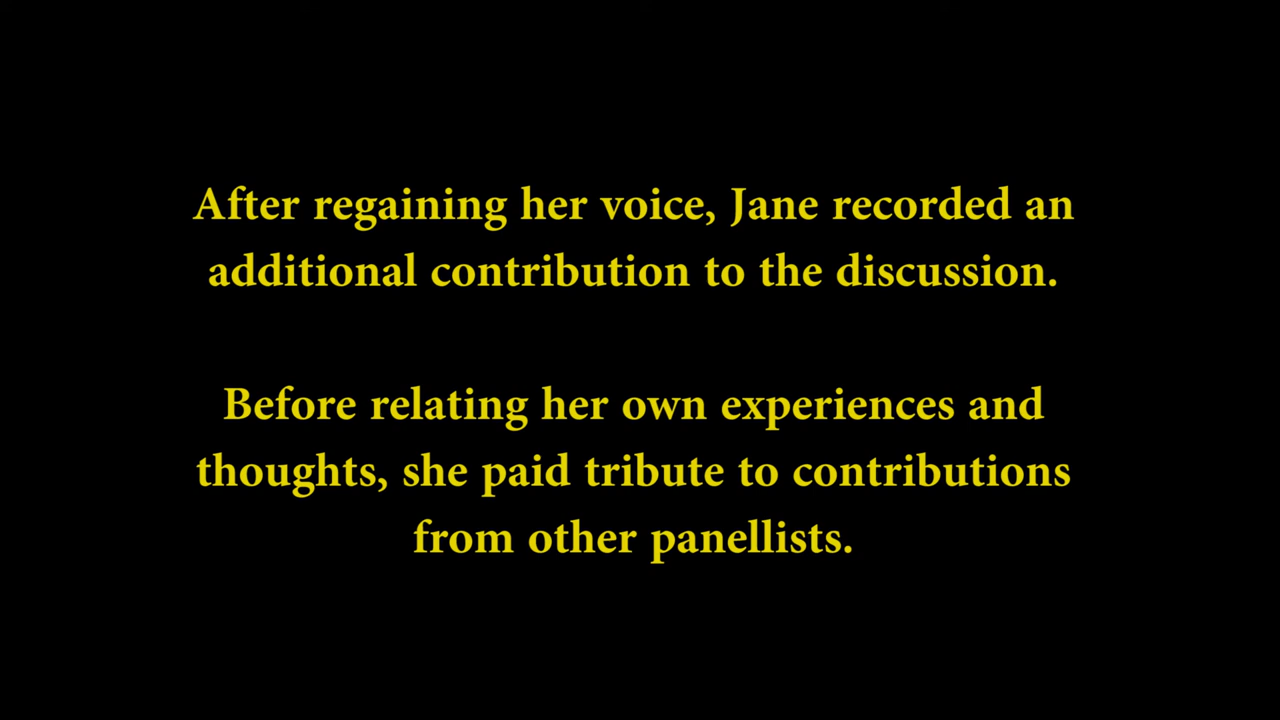 After regaining her voice, Jane recorded an
additional contribution to the discussion.
Before relating her own experiences and
thoughts, she paid tribute to contributions
from other panellists.